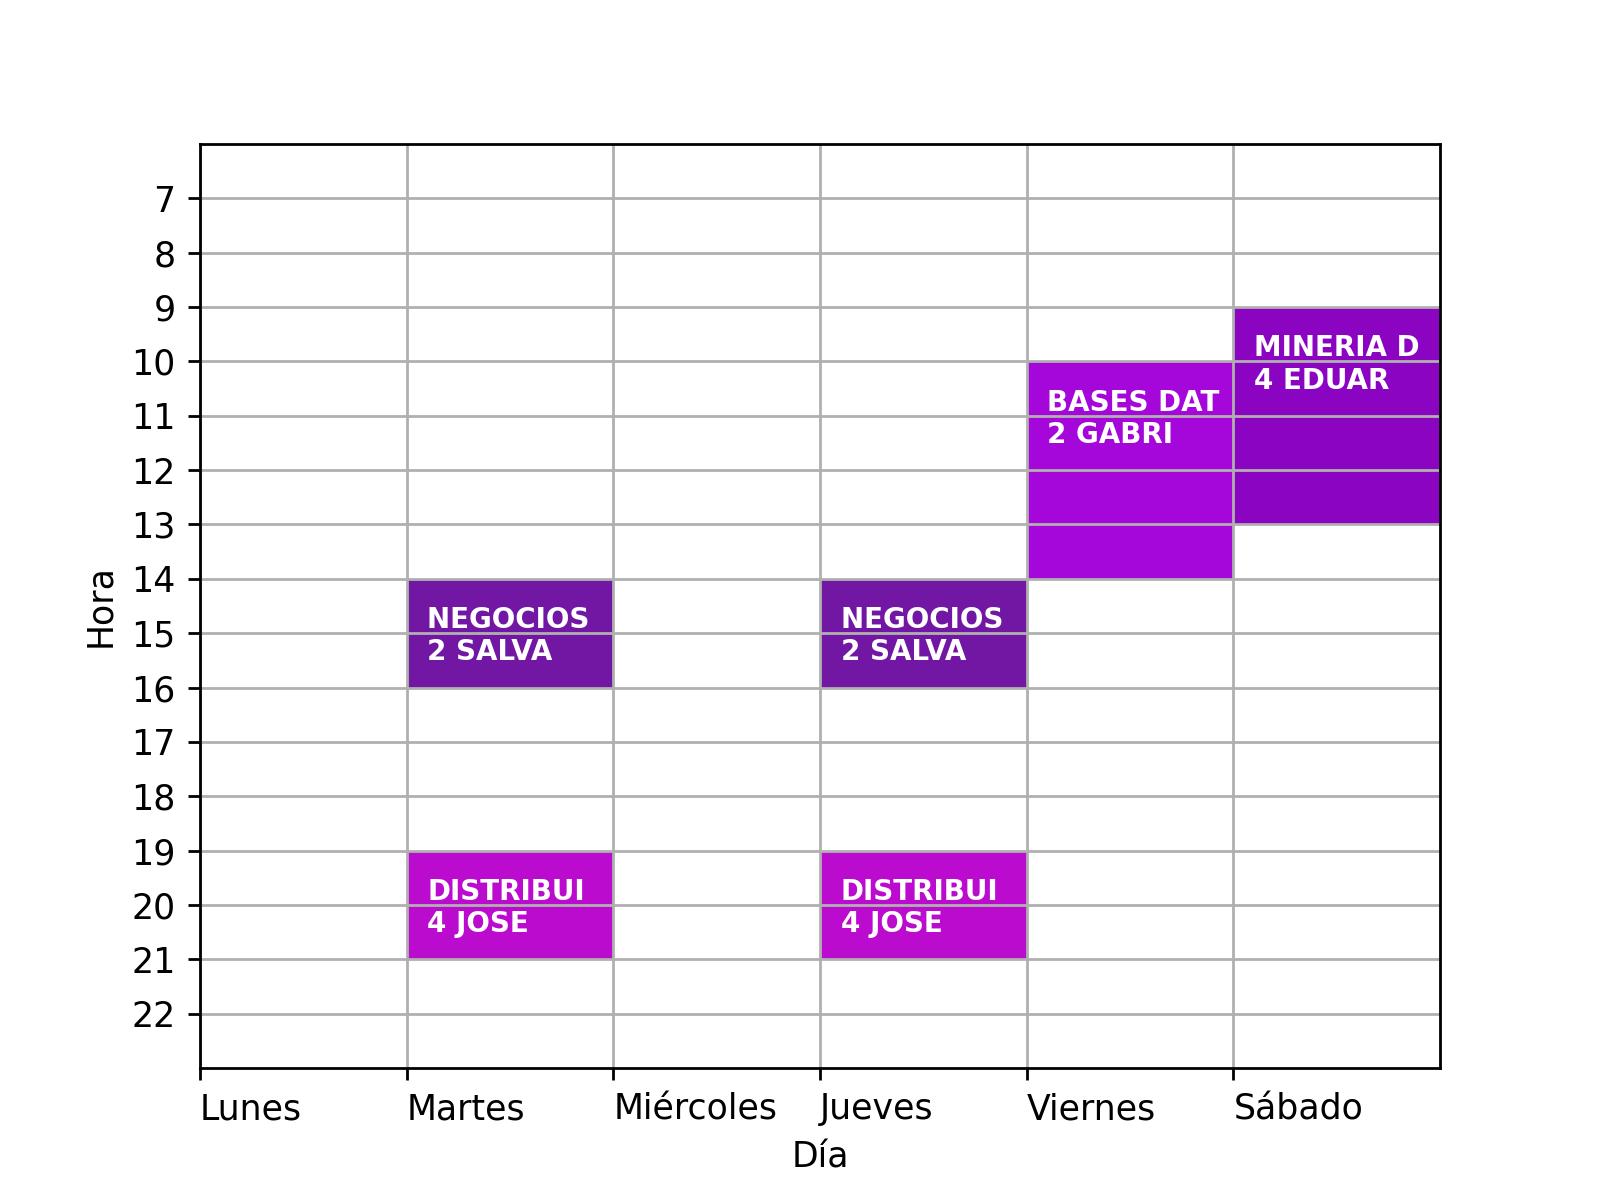 7
8
9
10
11
12
13
14
15
16
17
18
19
20
21
22
Hora
MINERIA D
4 EDUAR
BASES DAT
2 GABRI
NEGOCIOS
2 SALVA
NEGOCIOS
2 SALVA
DISTRIBUI
4 JOSE
DISTRIBUI
4 JOSE
Lunes Martes Miércoles Jueves Viernes Sábado
Día